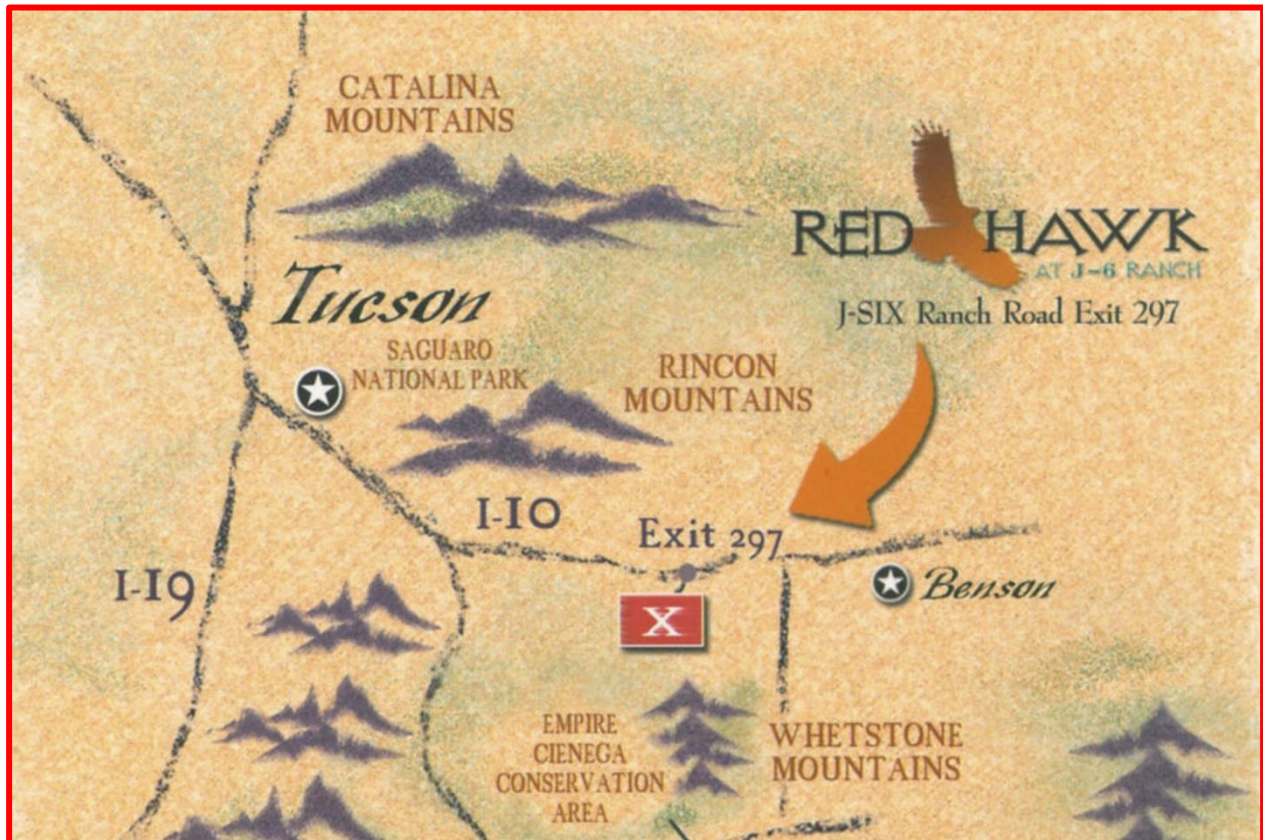 CATALINA
MOUNTAINS
RED HAWK
AT J-6 RANCH
J-SIX Ranch Road Exit 297
Tucson
SAGUARO
NATIONAL PARK
RINCON
MOUNTAINS
I-10
Exit 297
I-19
Benson
X
EMPIRE
CIENEGA
CONSERVATION
AREA
WHETSTONE
MOUNTAINS